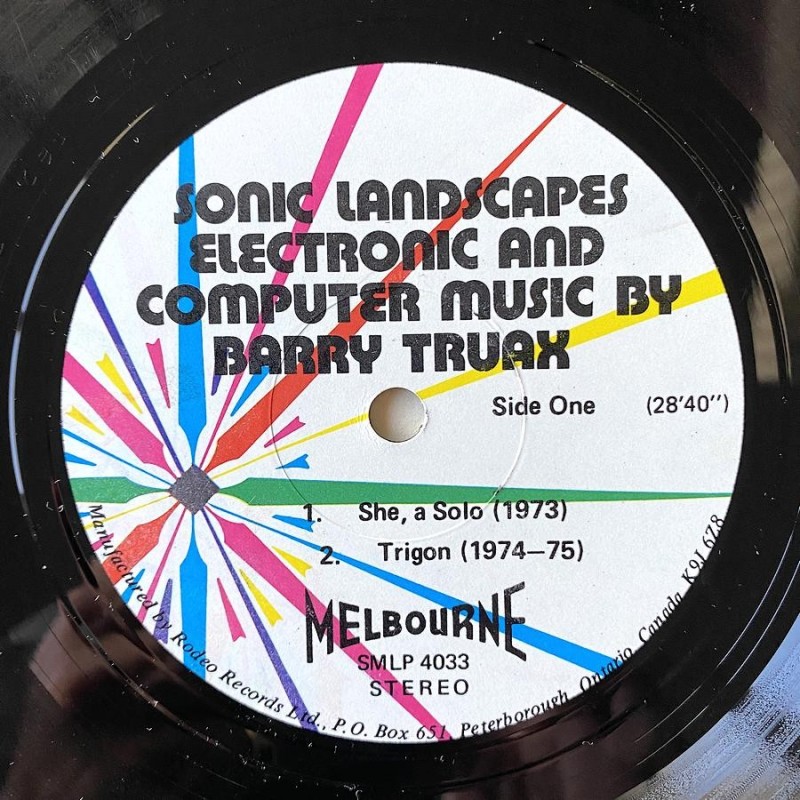 SONIC LANDSCAPES
ELECTRONIC AND
COMPUTER MUSIC BY
BARRY TRUAX
Side One (28'40")
1. She, a Solo (1973)
2. Trigon (1974—75)
MELBOURNE
SMLP 4033
STEREO
Manufactured by Rodeo Records Ltd., P.O. Box 651, Peterborough, Ontario, Canada K9J 6Z8